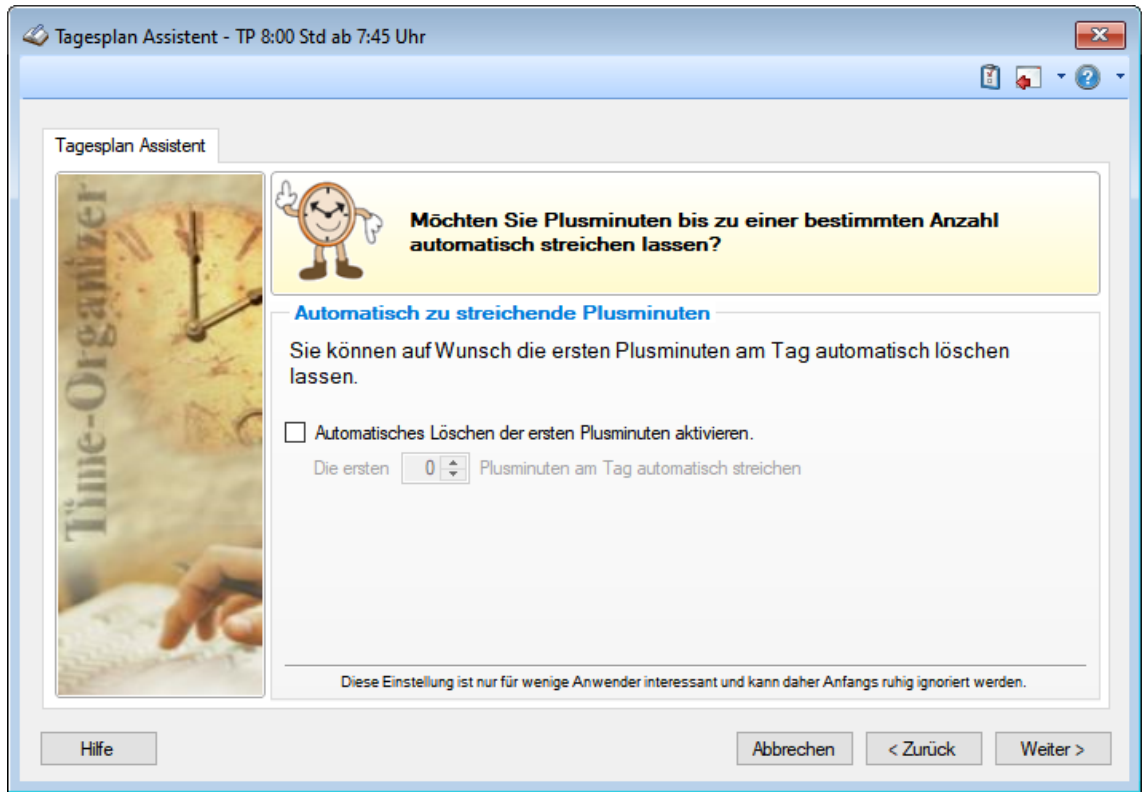 Tagesplan Assistent - TP 8:00 Std ab 7:45 Uhr
Tagesplan Assistent
Time-Organizer
Möchten Sie Plusminuten bis zu einer bestimmten Anzahl
automatisch streichen lassen?
Automatisch zu streichende Plusminuten
Sie können auf Wunsch die ersten Plusminuten am Tag automatisch löschen
lassen.
Automatisches Löschen der ersten Plusminuten aktivieren.
Die ersten 0 Plusminuten am Tag automatisch streichen
Diese Einstellung ist nur für wenige Anwender interessant und kann daher Anfangs ruhig ignoriert werden.
Hilfe Abbrechen < Zurück Weiter >